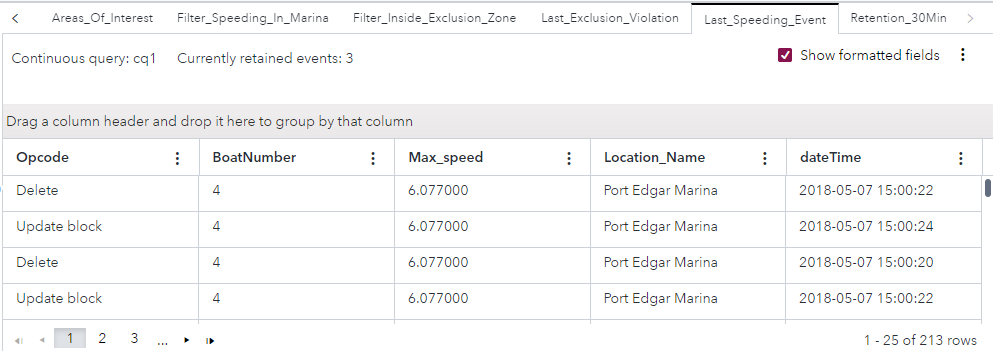 Areas_Of_Interest Filter_Speeding_In_Marina Filter_Inside_Exclusion_Zone Last_Exclusion_Violation Last_Speeding_Event Retention_30Min
Continuous query: cq1 Currently retained events: 3 Show formatted fields
Drag a column header and drop it here to group by that column
Opcode BoatNumber Max_speed Location_Name dateTime
Delete 4 6.077000 Port Edgar Marina 2018-05-07 15:00:22
Update block 4 6.077000 Port Edgar Marina 2018-05-07 15:00:24
Delete 4 6.077000 Port Edgar Marina 2018-05-07 15:00:20
Update block 4 6.077000 Port Edgar Marina 2018-05-07 15:00:22
1 2 3 ... 1 - 25 of 213 rows